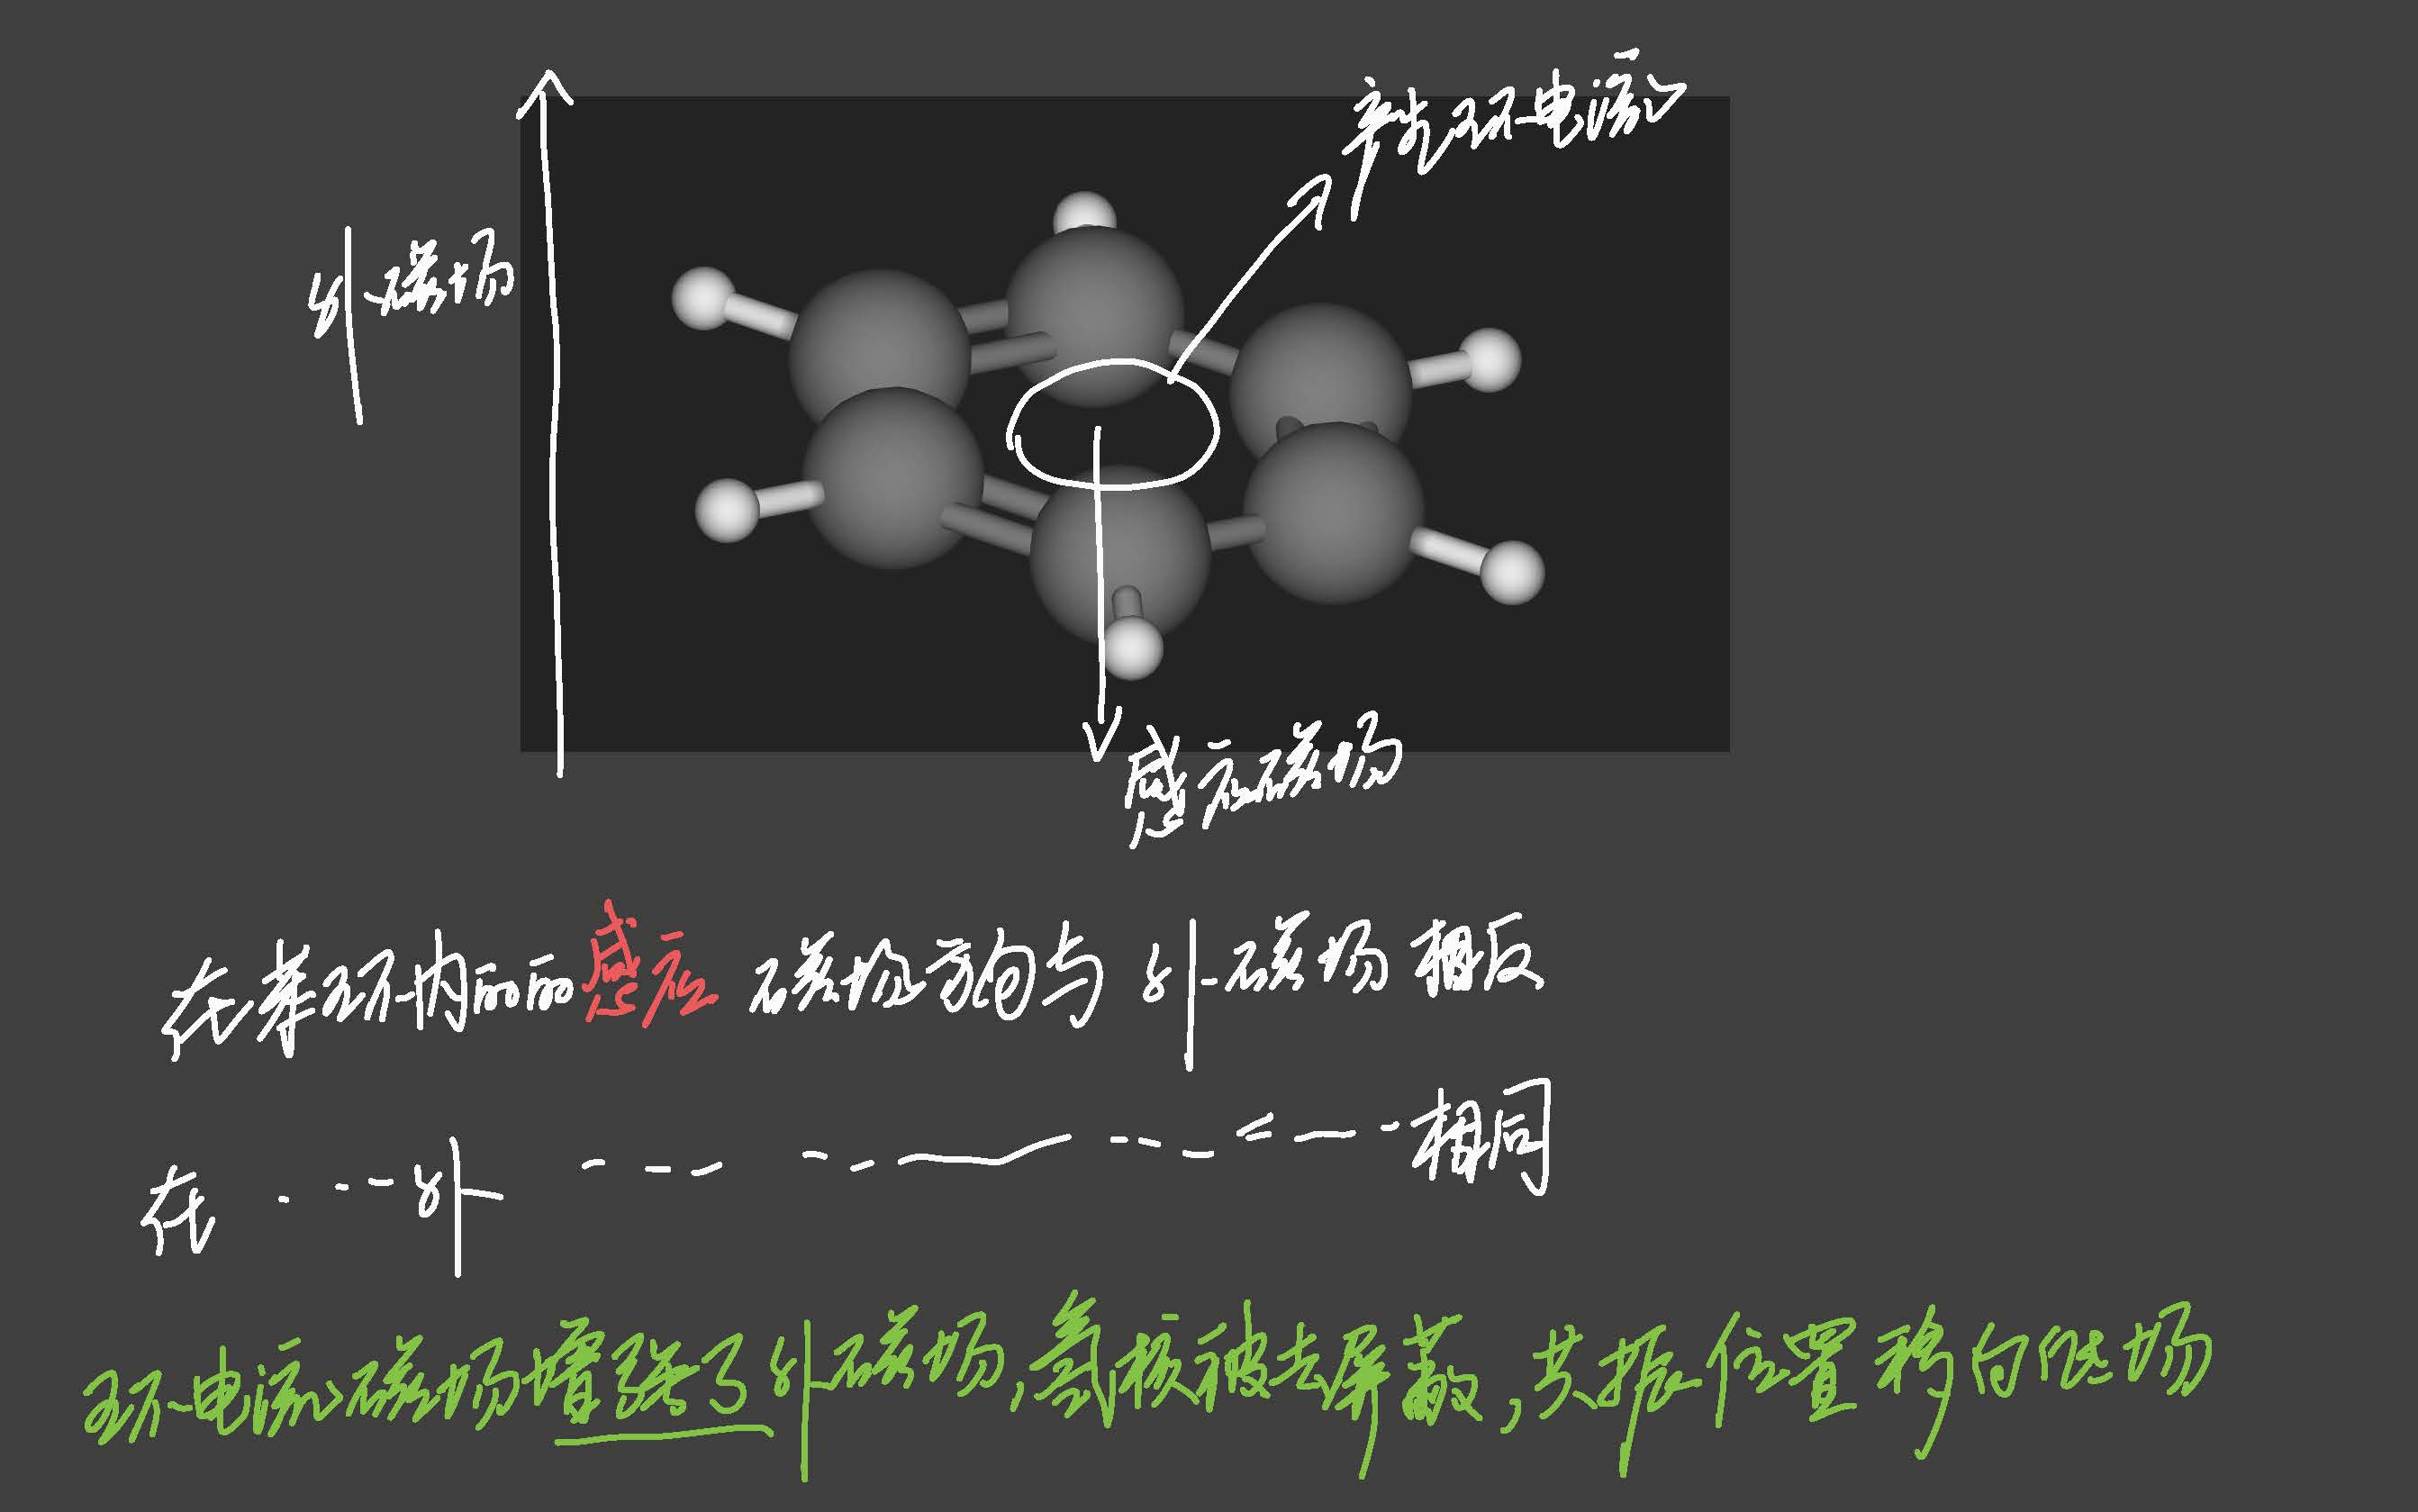 芳香环电流
外磁场
感应磁场
在苯环内部感应磁场方向与外磁场相反
在 外 相同
环电流磁场增强了外磁场,氢核被去屏蔽,共振位置移向低场